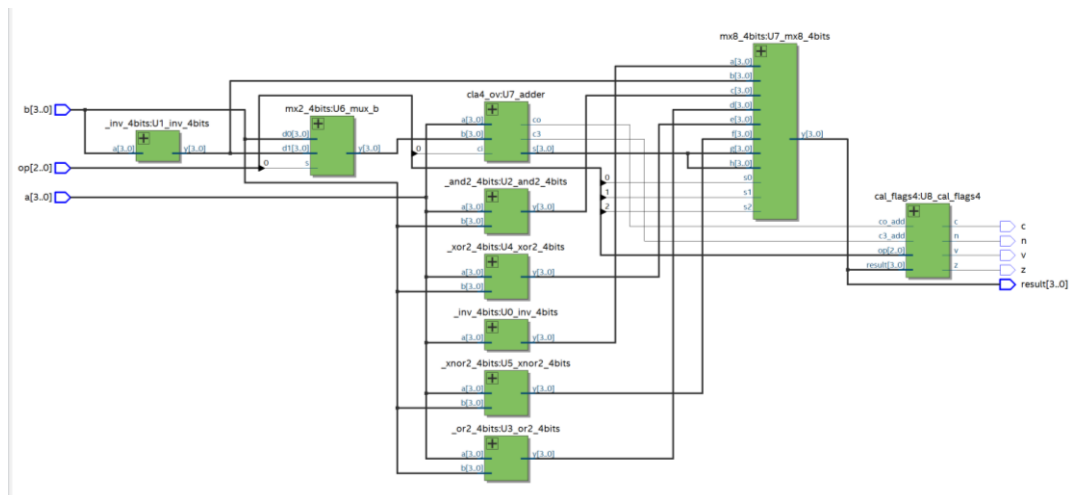 mx8_4bits:U7_mx8_4bits
a[3..0]
b[3..0]
c[3..0]
d[3..0]
e[3..0]
f[3..0]
g[3..0]
h[3..0]
s0
s1
s2
y[3..0]
cla4_ov:U7_adder
a[3..0]
b[3..0]
ci
co
c3
s[3..0]
0
mx2_4bits:U6_mux_b
d0[3..0]
d1[3..0]
s
y[3..0]
0
b[3..0]
_inv_4bits:U1_inv_4bits
a[3..0]
y[3..0]
op[2..0]
a[3..0]
0
1
2
_and2_4bits:U2_and2_4bits
a[3..0]
b[3..0]
y[3..0]
cal_flags4:U8_cal_flags4
co_add
c3_add
op[2..0]
result[3..0]
c
n
v
z
c
n
v
z
result[3..0]
_xor2_4bits:U4_xor2_4bits
a[3..0]
b[3..0]
y[3..0]
_inv_4bits:U0_inv_4bits
a[3..0]
y[3..0]
_xnor2_4bits:U5_xnor2_4bits
a[3..0]
b[3..0]
y[3..0]
_or2_4bits:U3_or2_4bits
a[3..0]
b[3..0]
y[3..0]